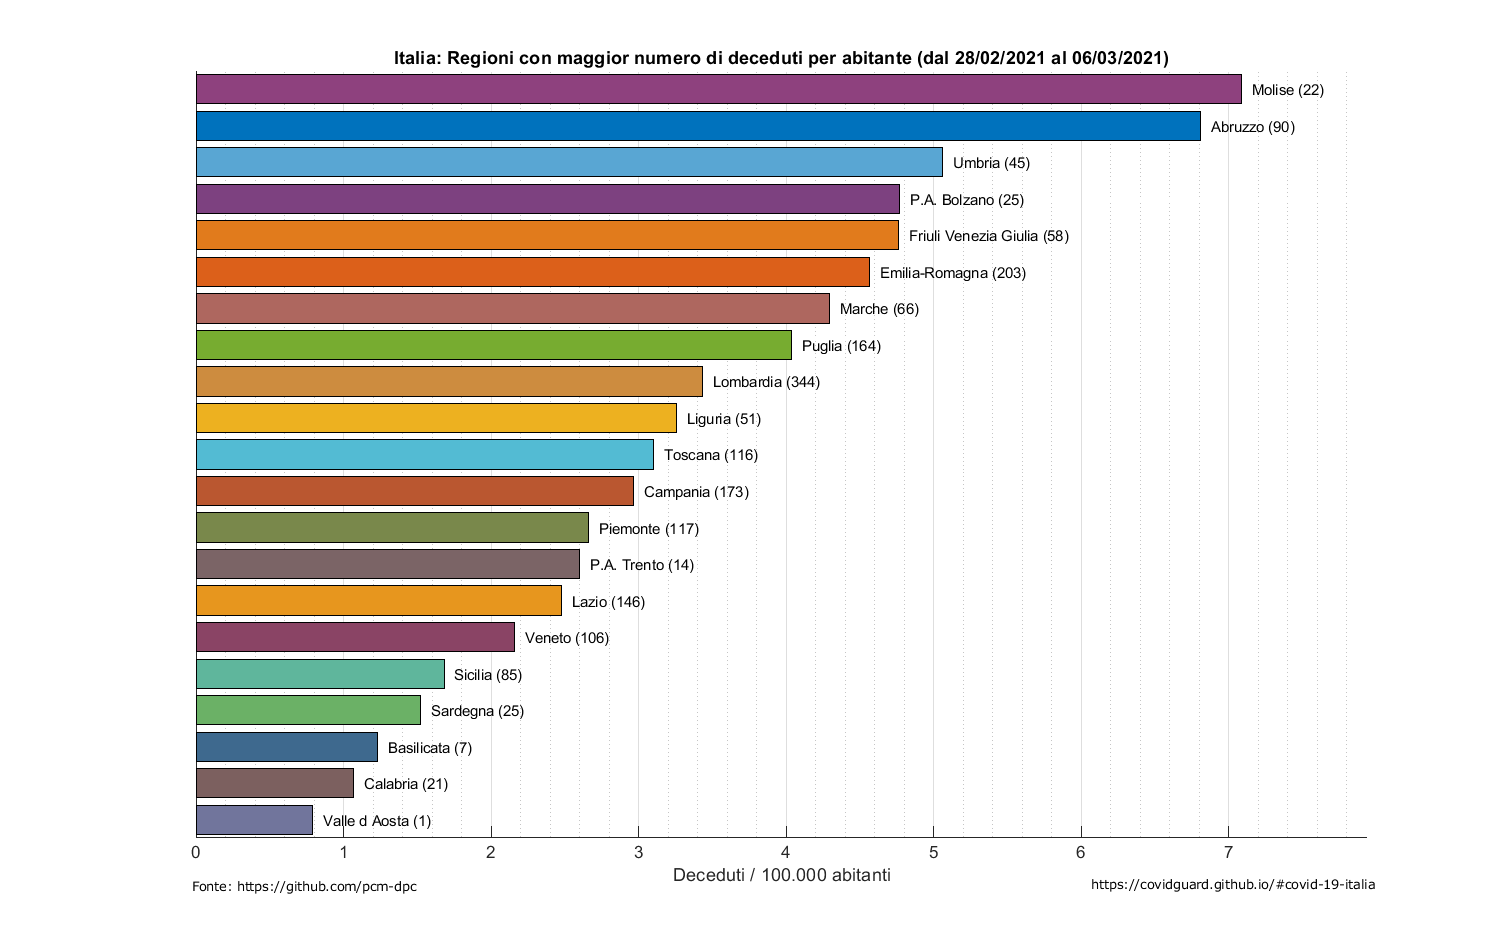 Italia: Regioni con maggior numero di deceduti per abitante (dal 28/02/2021 al 06/03/2021)
Molise (22)
Abruzzo (90)
Umbria (45)
P.A. Bolzano (25)
Friuli Venezia Giulia (58)
Emilia-Romagna (203)
Marche (66)
Puglia (164)
Lombardia (344)
Liguria (51)
Toscana (116)
Campania (173)
Piemonte (117)
P.A. Trento (14)
Lazio (146)
Veneto (106)
Sicilia (85)
Sardegna (25)
Basilicata (7)
Calabria (21)
Valle d Aosta (1)
0 1 2 3 4 5 6 7
Deceduti / 100.000 abitanti
Fonte: https://github.com/pcm-dpc
https://covidguard.github.io/#covid-19-italia